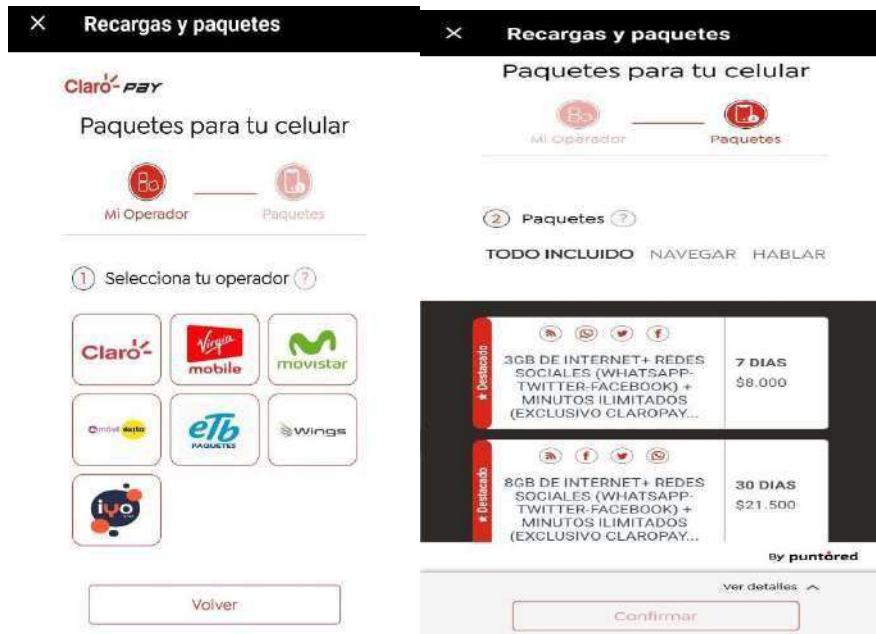 Recargas y paquetes
Claro- pay
Paquetes para tu celular
Mi Operador
Paquetes
1 Selecciona tu operador ?
Claro-
Virgin
mobile
movistar
móvil éxito
eTb
PAQUETES
Wings
iyo
Volver
Recargas y paquetes
Paquetes para tu celular
Mi Operador
Paquetes
2 Paquetes ?
TODO INCLUIDO NAVEGAR HABLAR
★ Destacado
3GB DE INTERNET+ REDES
SOCIALES (WHATSAPP-
TWITTER-FACEBOOK) +
MINUTOS ILIMITADOS
(EXCLUSIVO CLAROPAY...
7 DIAS
$8.000
★ Destacado
8GB DE INTERNET+ REDES
SOCIALES (WHATSAPP-
TWITTER-FACEBOOK) +
MINUTOS ILIMITADOS
(EXCLUSIVO CLAROPAY...
30 DIAS
$21.500
By puntored
ver detalles
Confirmar